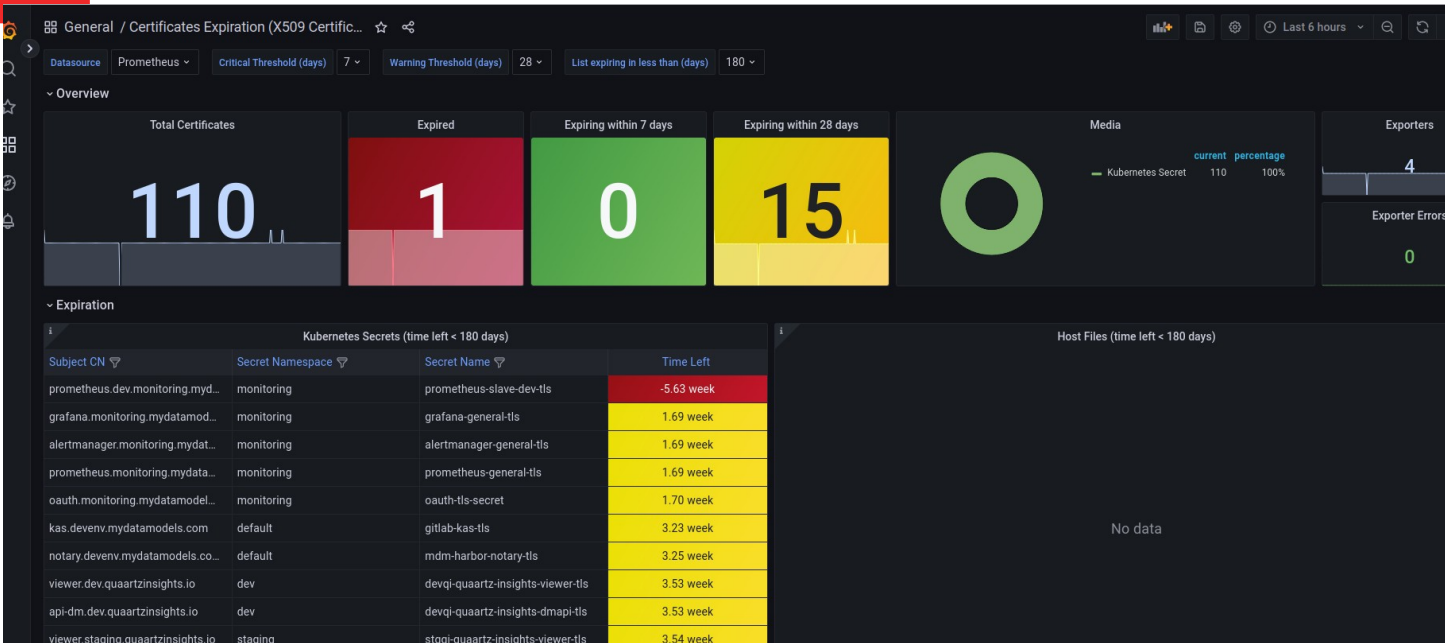 General / Certificates Expiration (X509 Certific...
Last 6 hours
Datasource Prometheus Critical Threshold (days) 7 Warning Threshold (days) 28 List expiring in less than (days) 180
Overview
Total Certificates
110
Expired
1
Expiring within 7 days
0
Expiring within 28 days
15
Media
current percentage
Kubernetes Secret 110 100%
Exporters
4
Exporter Errors
0
Expiration
Kubernetes Secrets (time left < 180 days)
Subject CN Secret Namespace Secret Name Time Left
prometheus.dev.monitoring.myd... monitoring prometheus-slave-dev-tls -5.63 week
grafana.monitoring.mydatamod... monitoring grafana-general-tls 1.69 week
alertmanager.monitoring.mydat... monitoring alertmanager-general-tls 1.69 week
prometheus.monitoring.mydata... monitoring prometheus-general-tls 1.69 week
oauth.monitoring.mydatamodel... monitoring oauth-tls-secret 1.70 week
kas.devenv.mydatamodels.com default gitlab-kas-tls 3.23 week
notary.devenv.mydatamodels.co... default mdm-harbor-notary-tls 3.25 week
viewer.dev.quaartzinsights.io dev devqi-quaartz-insights-viewer-tls 3.53 week
api-dm.dev.quaartzinsights.io dev devqi-quaartz-insights-dmapi-tls 3.53 week
viewer.staging.quaartzinsights.io staging stgqi-quaartz-insights-viewer-tls 3.54 week
Host Files (time left < 180 days)
No data